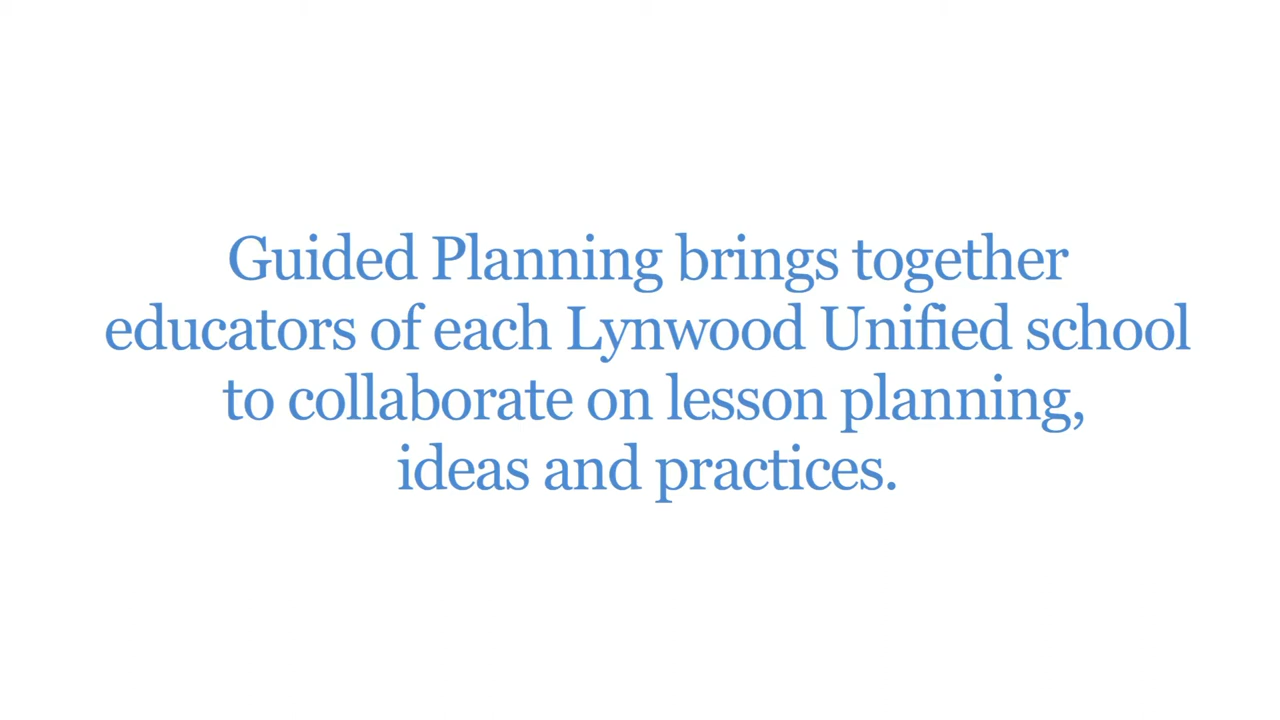 Guided Planning brings together
educators of each Lynwood Unified school
to collaborate on lesson planning,
ideas and practices.